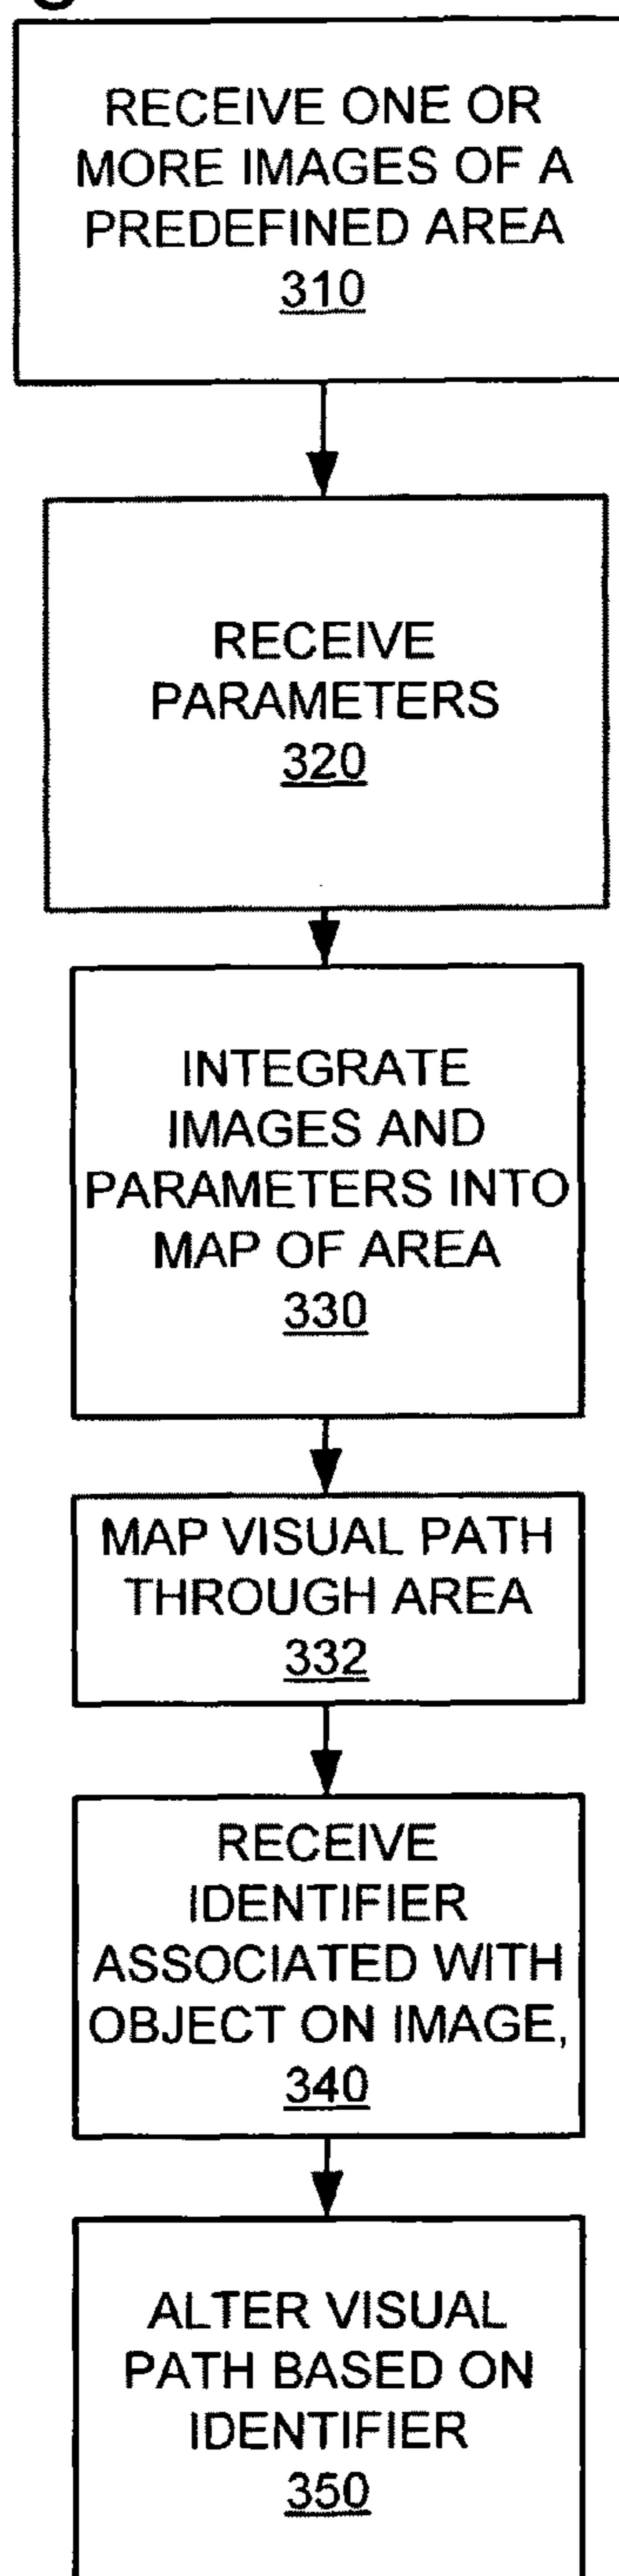 RECEIVE ONE OR
MORE IMAGES OF A
PREDEFINED AREA
310
RECEIVE
PARAMETERS
320
INTEGRATE
IMAGES AND
PARAMETERS INTO
MAP OF AREA
330
MAP VISUAL PATH
THROUGH AREA
332
RECEIVE
IDENTIFIER
ASSOCIATED WITH
OBJECT ON IMAGE,
340
ALTER VISUAL
PATH BASED ON
IDENTIFIER
350